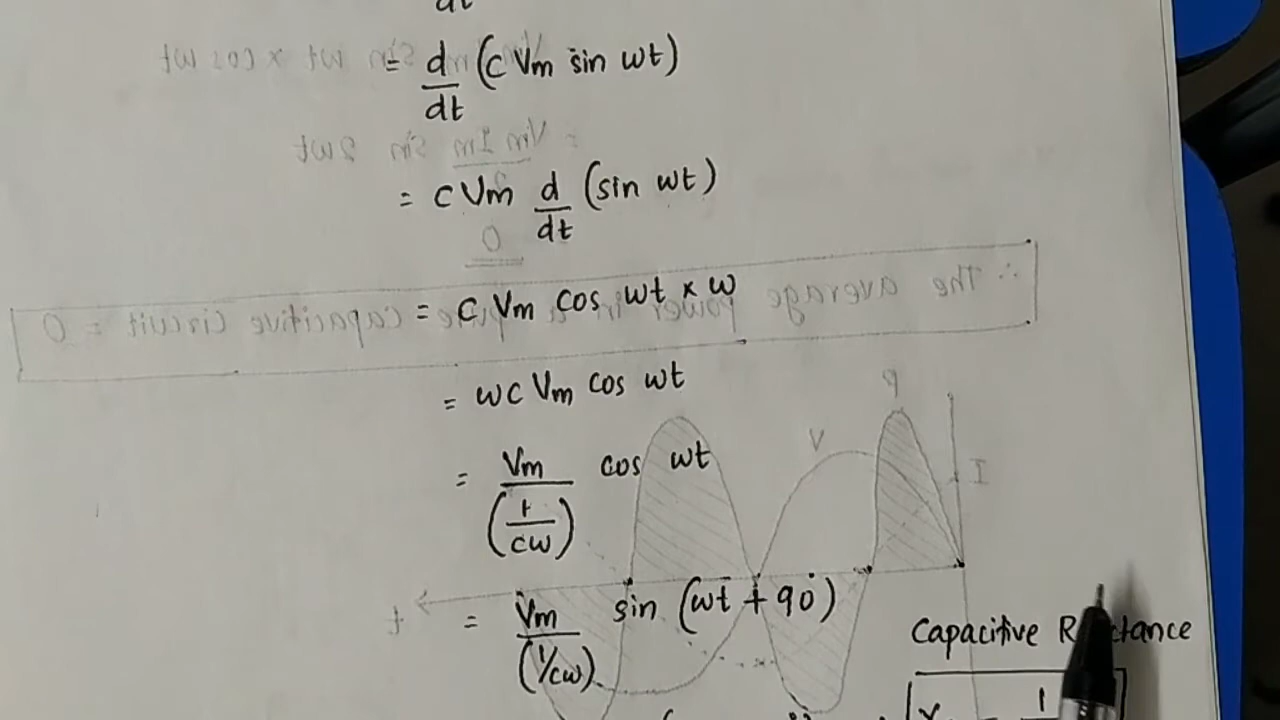 dt
= d/dt (C Vm sin wt)
= C Vm d/dt (sin wt)
= C Vm cos wt × w
= wc Vm cos wt
= Vm/(1/cw) cos wt
= Vm/(1/cw) sin (wt + 90°)
Capacitive